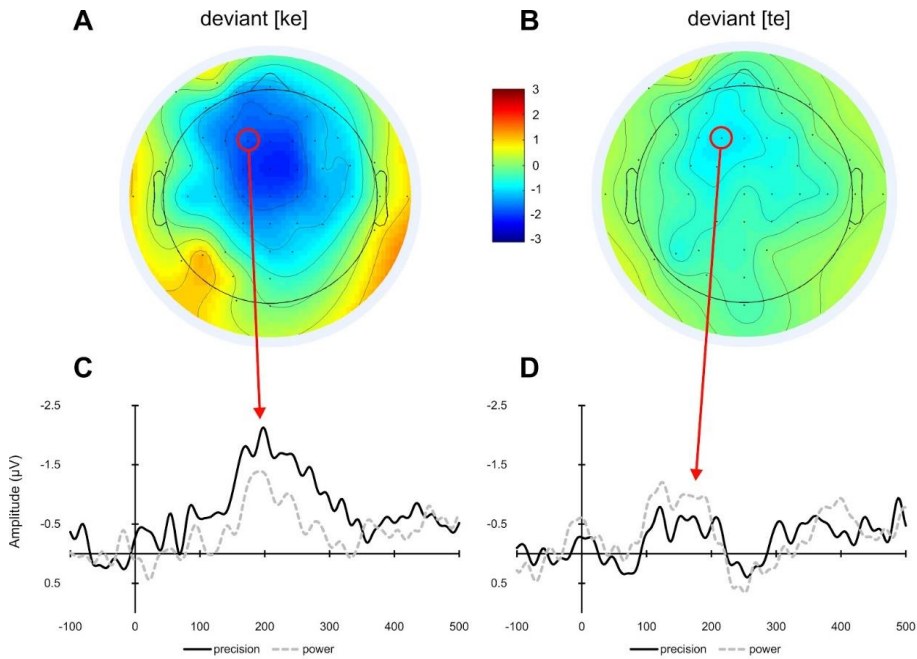 A
deviant [ke]
B
deviant [te]
3
2
1
0
-1
-2
-3
C
D
-2.5
-1.5
-0.5
0.5
Amplitude (µV)
-100 0 100 200 300 400 500
precision power
-2.5
-1.5
-0.5
0.5
-100 0 100 200 300 400 500
precision power